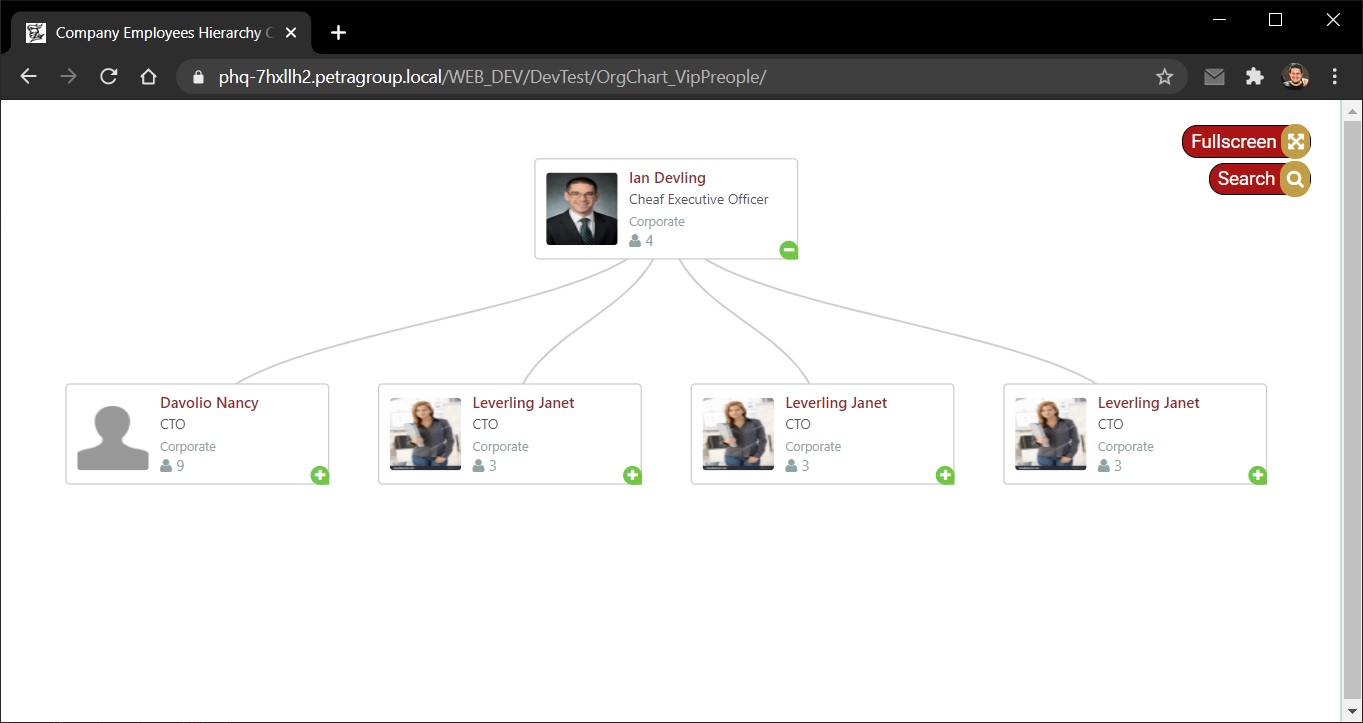 Company Employees Hierarchy C
phq-7hxllh2.petragroup.local/WEB_DEV/DevTest/OrgChart_VipPreople/
Fullscreen
Search
Ian Devling
Cheaf Executive Officer
Corporate
4
Davolio Nancy
CTO
Corporate
9
Leverling Janet
CTO
Corporate
3
Leverling Janet
CTO
Corporate
3
Leverling Janet
CTO
Corporate
3